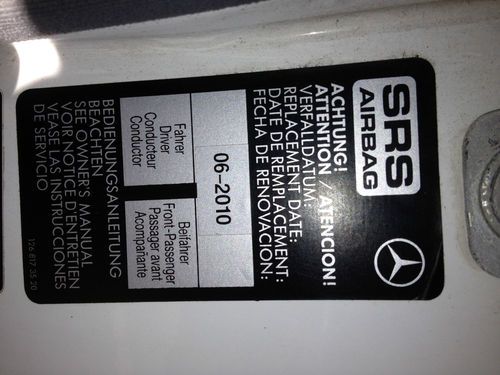 SRS
AIRBAG
ACHTUNG!
ATTENTION /ATENCION!
VERFALLDATUM:
REPLACEMENT DATE:
DATE DE REMPLACEMENT:
FECHA DE RENOVACION:
06-2010
Fahrer
Driver
Conducteur
Conductor
Beifahrer
Front-Passenger
Passager avant
Acompañante
BEDIENUNGSANLEITUNG
BEACHTEN
SEE OWNER'S MANUAL
VOIR NOTICE D'ENTRETIEN
VEASE LAS INSTRUCCIONES
DE SERVICIO
126 817 35 20